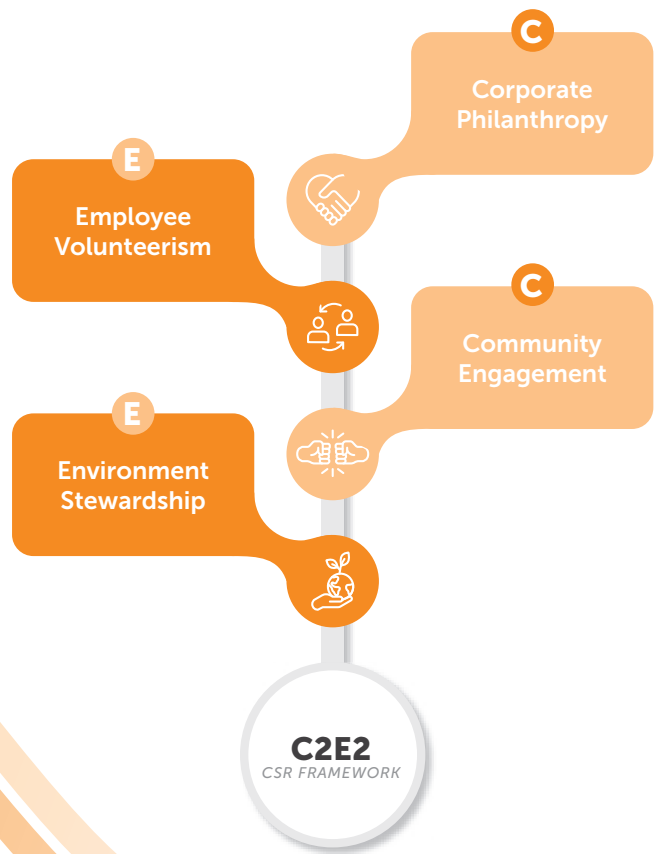 C
Corporate
Philanthropy
E
Employee
Volunteerism
C
Community
Engagement
E
Environment
Stewardship
C2E2
CSR FRAMEWORK